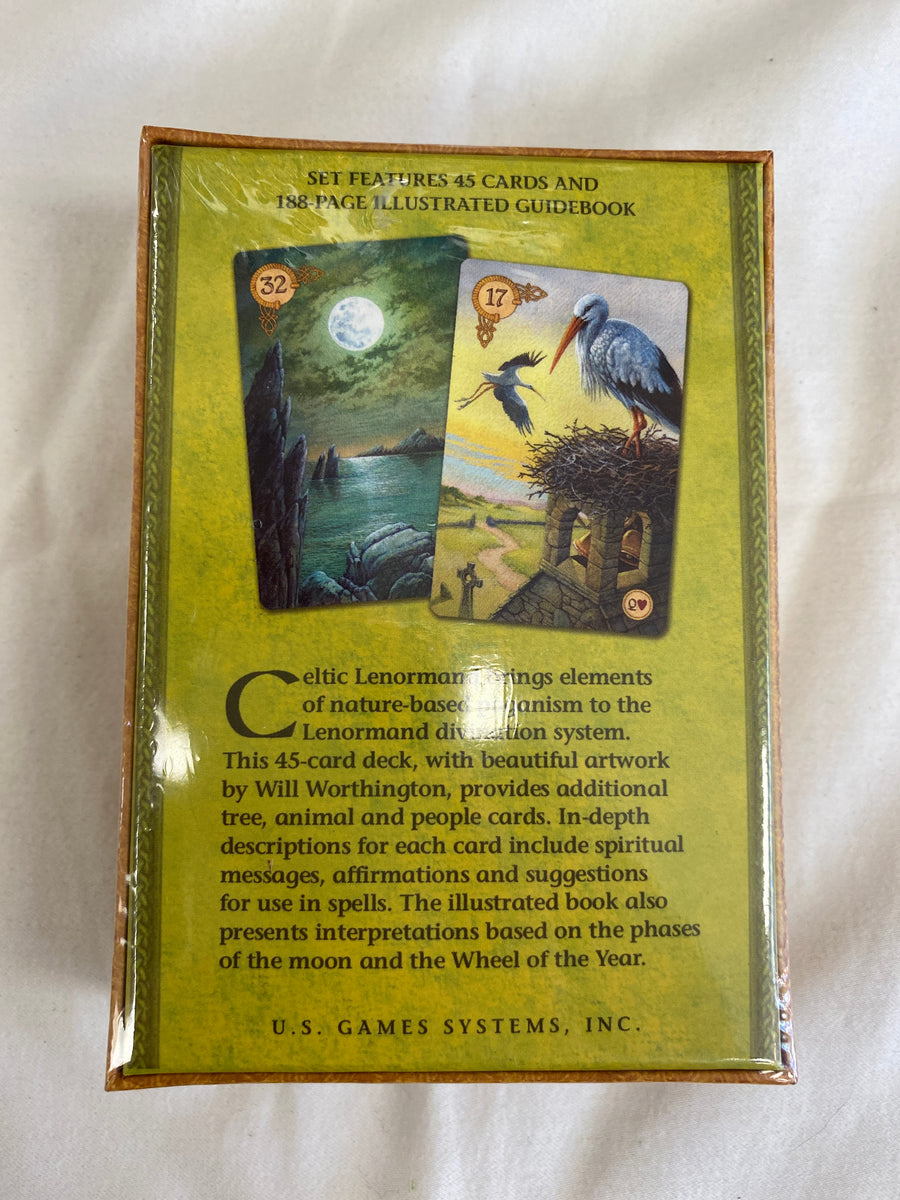 SET FEATURES 45 CARDS AND
188-PAGE ILLUSTRATED GUIDEBOOK
32
17
Q♥
Celtic Lenormand brings elements
of nature-based paganism to the
Lenormand divination system.
This 45-card deck, with beautiful artwork
by Will Worthington, provides additional
tree, animal and people cards. In-depth
descriptions for each card include spiritual
messages, affirmations and suggestions
for use in spells. The illustrated book also
presents interpretations based on the phases
of the moon and the Wheel of the Year.
U.S. GAMES SYSTEMS, INC.